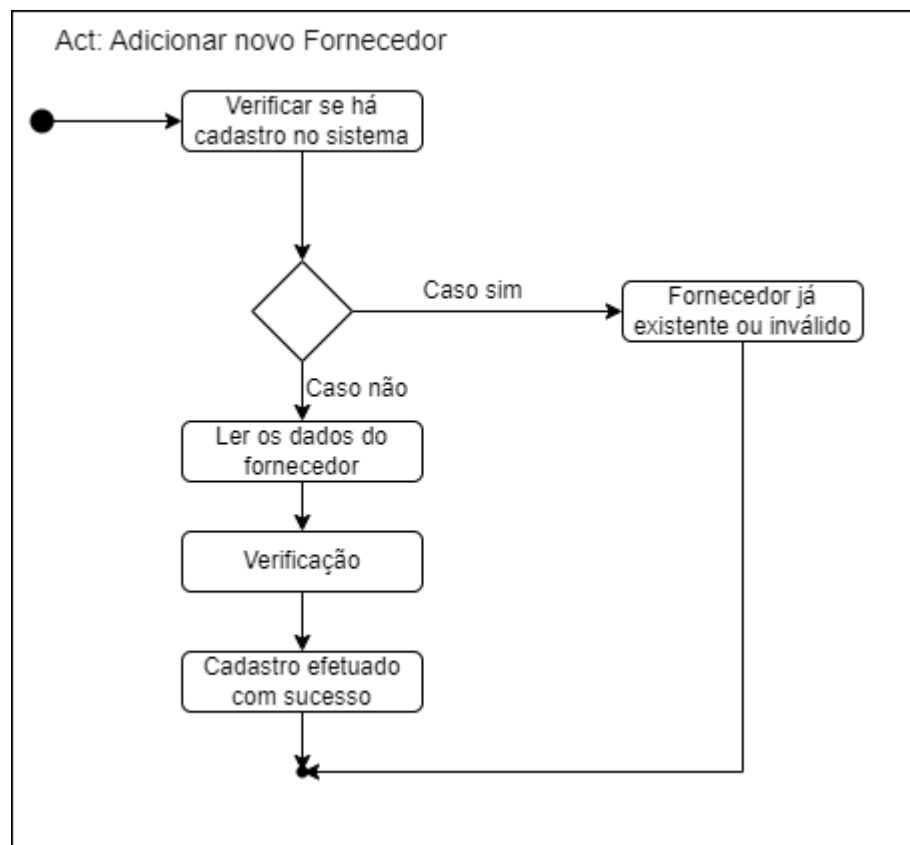 Act: Adicionar novo Fornecedor
Verificar se há
cadastro no sistema
Caso sim
Fornecedor já
existente ou inválido
Caso não
Ler os dados do
fornecedor
Verificação
Cadastro efetuado
com sucesso